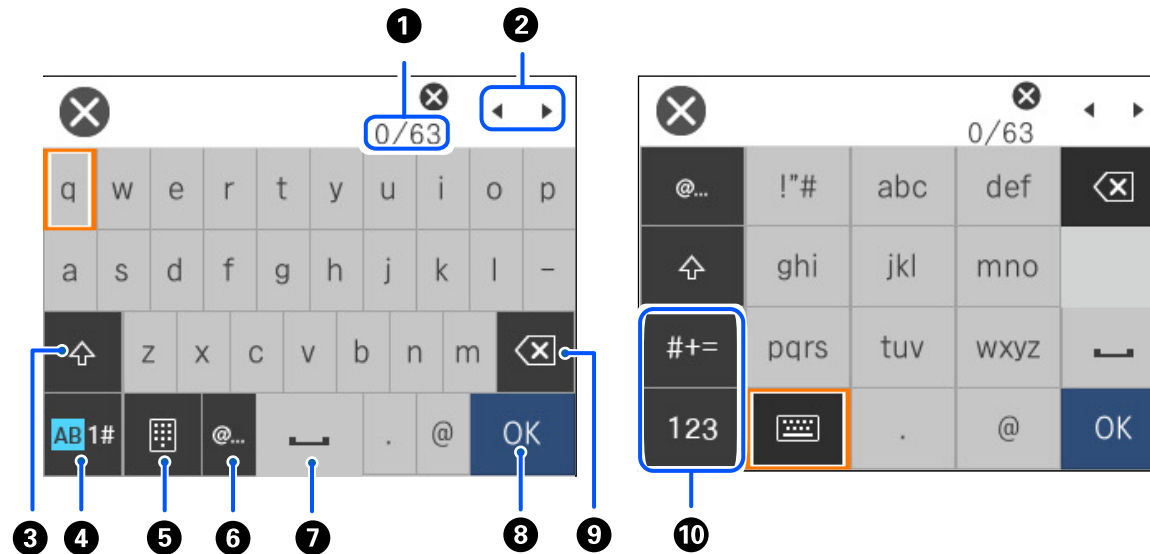 1 2
0/63
q w e r t y u i o p
a s d f g h j k l -
3 z x c v b n m
AB 1# @... . @ OK
4 5 6 7 8 9
0/63
@... !"# abc def
ghi jkl mno
#+= pqrs tuv wxyz
123 . @ OK
10